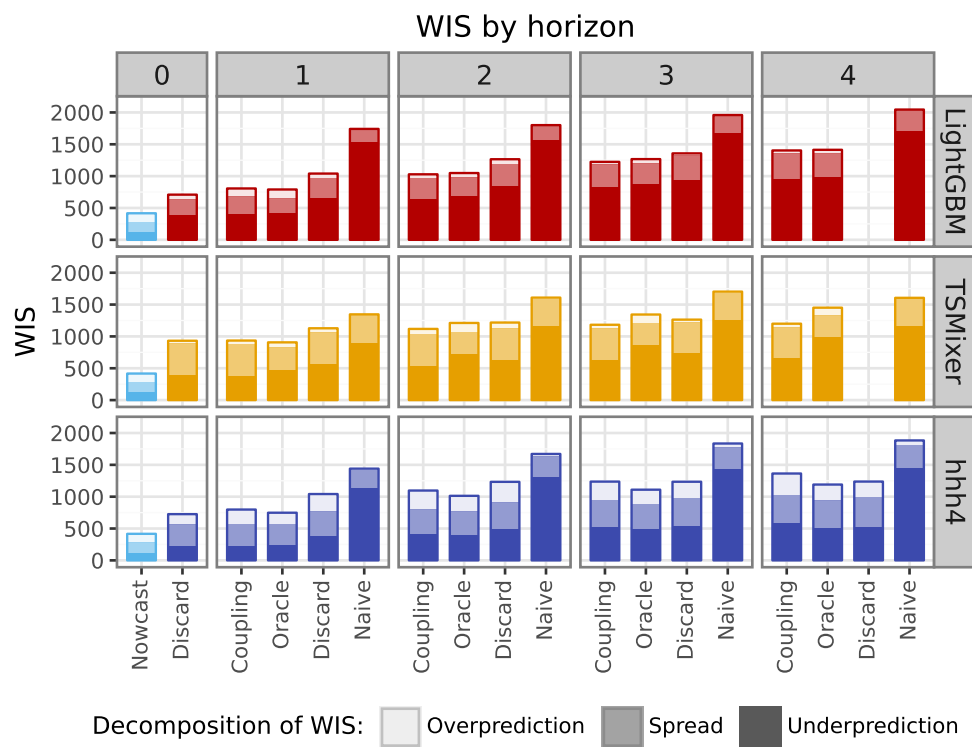 WIS by horizon
0 1 2 3 4
2000
1500
1000
500
0
LightGBM
2000
1500
1000
500
0
TSMixer
2000
1500
1000
500
0
hhh4
WIS
Nowcast Discard Coupling Oracle Discard Naive Coupling Oracle Discard Naive Coupling Oracle Discard Naive Coupling Oracle Discard Naive
Decomposition of WIS: Overprediction Spread Underprediction